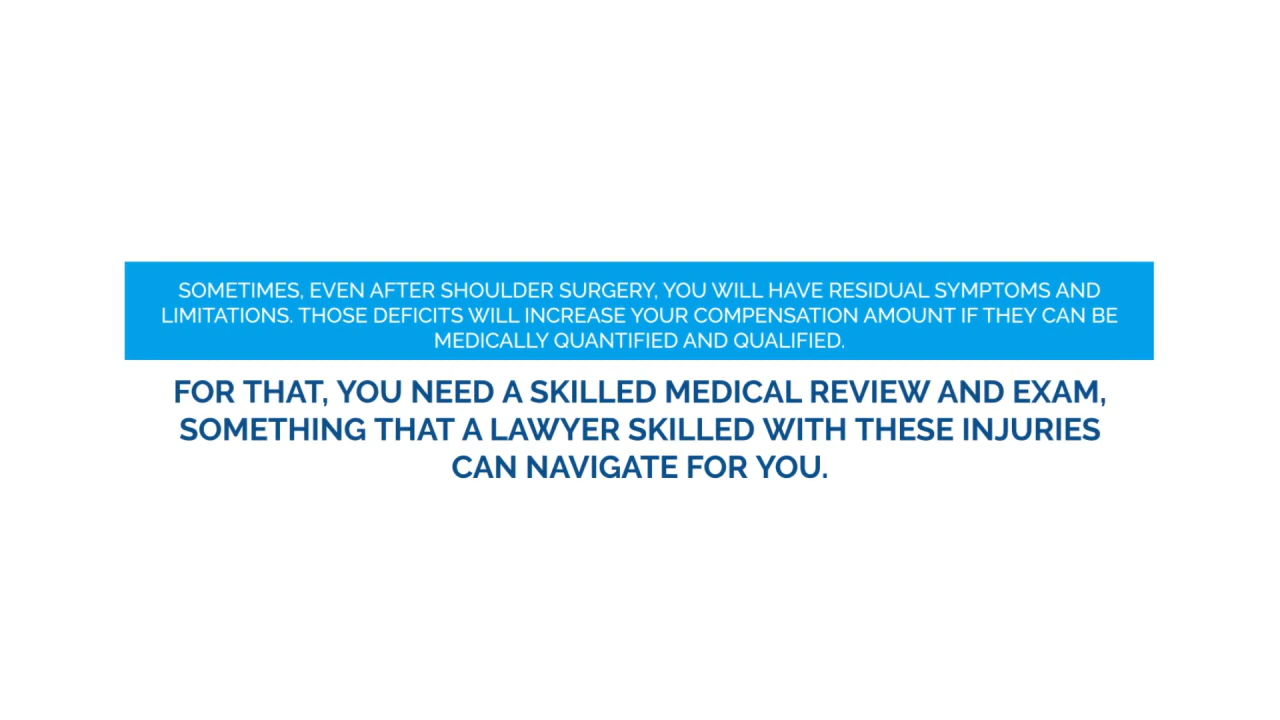 SOMETIMES, EVEN AFTER SHOULDER SURGERY, YOU WILL HAVE RESIDUAL SYMPTOMS AND
LIMITATIONS. THOSE DEFICITS WILL INCREASE YOUR COMPENSATION AMOUNT IF THEY CAN BE
MEDICALLY QUANTIFIED AND QUALIFIED.
FOR THAT, YOU NEED A SKILLED MEDICAL REVIEW AND EXAM,
SOMETHING THAT A LAWYER SKILLED WITH THESE INJURIES
CAN NAVIGATE FOR YOU.